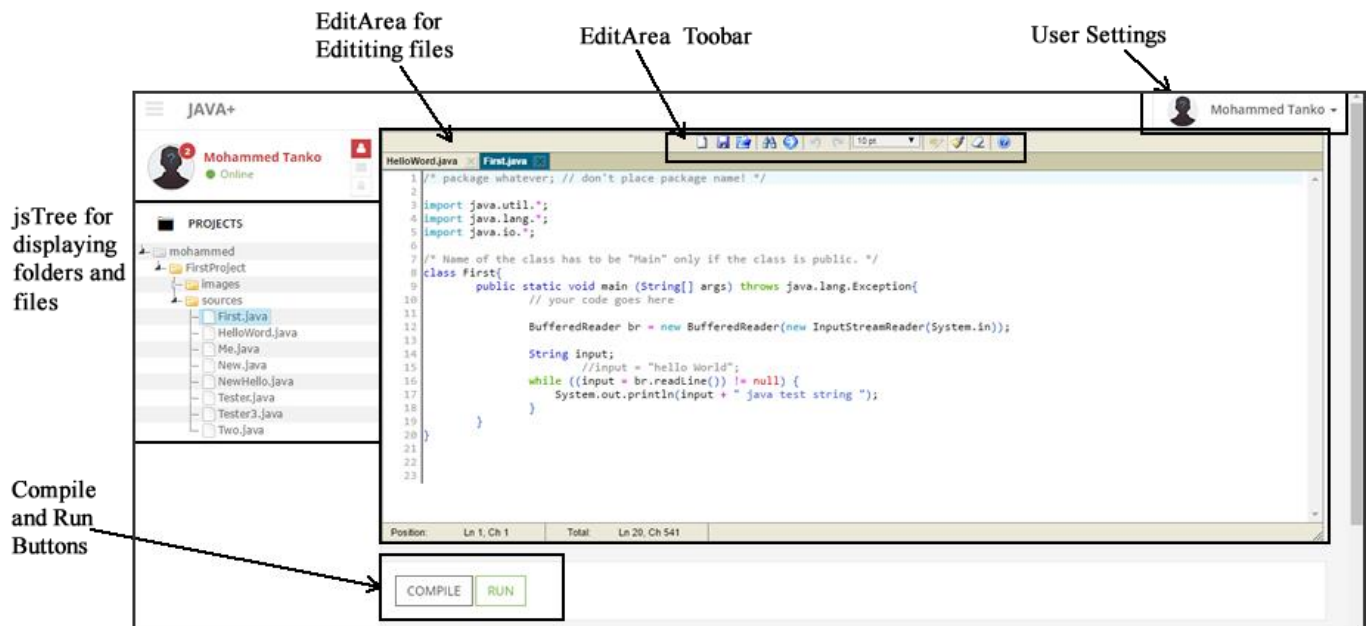 EditArea for
Edititing files
EditArea Toobar
User Settings
JAVA+
Mohammed Tanko
2
Mohammed Tanko
Online
jsTree for
displaying
folders and
files
PROJECTS
mohammed
FirstProject
images
sources
First.java
HelloWord.java
Me.java
New.java
NewHello.java
Tester.java
Tester3.java
Two.java
10 pt
HelloWord.java First.java
1 /* package whatever; // don't place package name! */
2
3 import java.util.*;
4 import java.lang.*;
5 import java.io.*;
6
7 /* Name of the class has to be "Main" only if the class is public. */
8 class First{
9 public static void main (String[] args) throws java.lang.Exception{
10 // your code goes here
11
12 BufferedReader br = new BufferedReader(new InputStreamReader(System.in));
13
14 String input;
15 //input = "hello World";
16 while ((input = br.readLine()) != null) {
17 System.out.println(input + " java test string ");
18 }
19 }
20 }
21
22
23
Position: Ln 1, Ch 1 Total: Ln 20, Ch 541
Compile
and Run
Buttons
COMPILE RUN